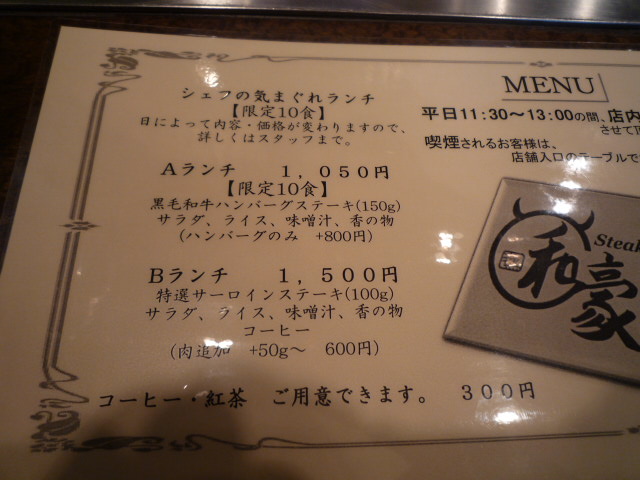 シェフの気まぐれランチ
【限定10食】
日によって内容・価格が変わりますので、
詳しくはスタッフまで。
Aランチ　1,050円
【限定10食】
黒毛和牛ハンバーグステーキ(150g)
サラダ、ライス、味噌汁、香の物
(ハンバーグのみ　+800円)
Bランチ　1,500円
特選サーロインステーキ(100g)
サラダ、ライス、味噌汁、香の物
コーヒー
(肉追加　+50g～　600円)
コーヒー・紅茶　ご用意できます。　300円
MENU
平日11:30～13:00の間、店内
させて
喫煙されるお客様は、
店舗入口のテーブルで
Steak
和豪